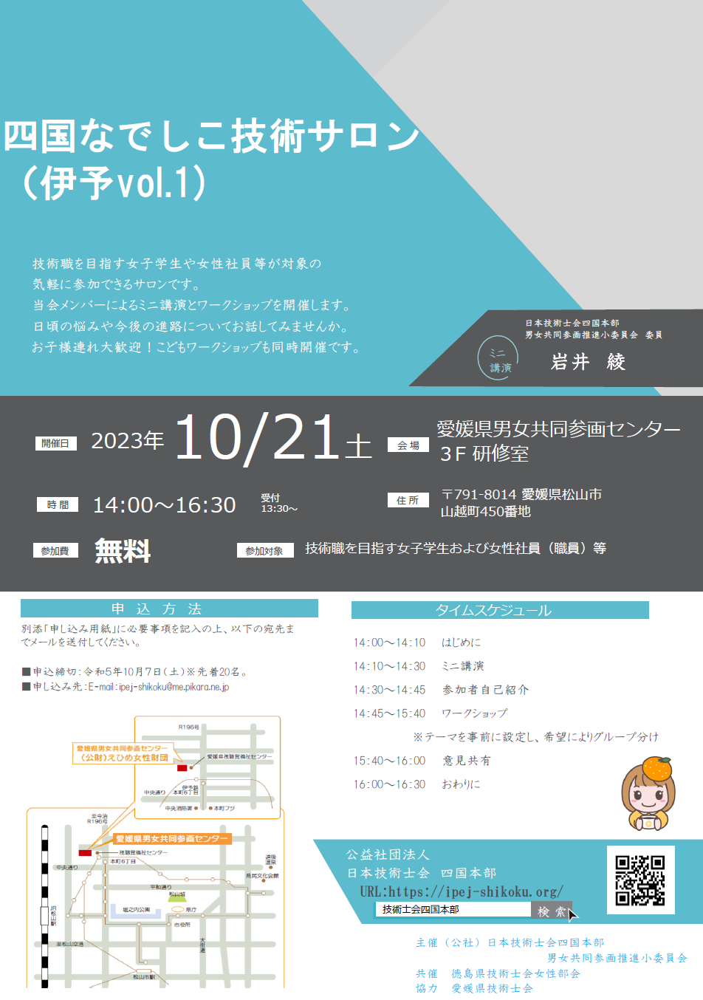 四国なでしこ技術サロン
（伊予vol.1）
技術職を目指す女子学生や女性社員等が対象の
気軽に参加できるサロンです。
当会メンバーによるミニ講演とワークショップを開催します。
日頃の悩みや今後の進路についてお話してみませんか。
お子様連れ大歓迎！こどもワークショップも同時開催です。
日本技術士会四国本部
男女共同参画推進小委員会 委員
ミニ
講演
岩井 綾
開催日 2023年 10/21 土
会場 愛媛県男女共同参画センター
３Ｆ 研修室
時間 14:00～16:30
受付
13:30～
住所 〒791-8014 愛媛県松山市
山越町450番地
参加費 無料
参加対象 技術職を目指す女子学生および女性社員（職員）等
申込方法
別添「申し込み用紙」に必要事項を記入の上、以下の宛先ま
でメールを送付してください。
■申込締切：令和5年10月7日（土）※先着20名。
■申し込み先：E-mail：ipej-shikoku@me.pikara.ne.jp
R196号
愛媛県男女共同参画センター
（公財）えひめ女性財団
愛媛県視聴覚福祉センター
伊予鉄
中央通り
本町6丁目
中央消防署
本町フジ
至今治
R196号
愛媛県男女共同参画センター
視聴覚福祉センター
本町6丁目
中央通り
道後
温泉
県民文化会館
平和通り
松山城
堀之内公園
県庁
市役所
JR松山駅
至松山空港
大街道
松山市駅
タイムスケジュール
14:00～14:10 はじめに
14:10～14:30 ミニ講演
14:30～14:45 参加者自己紹介
14:45～15:40 ワークショップ
※テーマを事前に設定し、希望によりグループ分け
15:40～16:00 意見共有
16:00～16:30 おわりに
公益社団法人
日本技術士会 四国本部
URL:https://ipej-shikoku.org/
技術士会四国本部 検索
主催（公社）日本技術士会四国本部
男女共同参画推進小委員会
共催 徳島県技術士会女性部会
協力 愛媛県技術士会